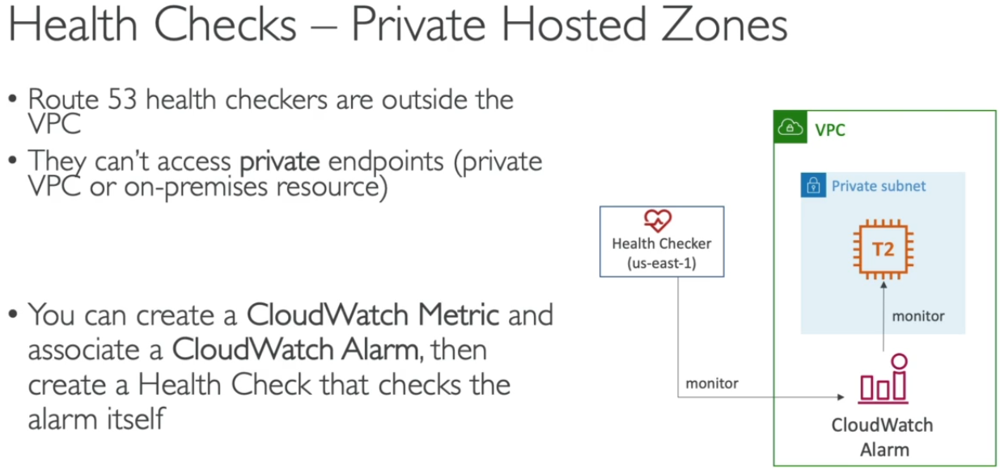 Health Checks – Private Hosted Zones
• Route 53 health checkers are outside the
VPC
• They can't access private endpoints (private
VPC or on-premises resource)
• You can create a CloudWatch Metric and
associate a CloudWatch Alarm, then
create a Health Check that checks the
alarm itself
Health Checker
(us-east-1)
monitor
VPC
Private subnet
T2
monitor
CloudWatch
Alarm